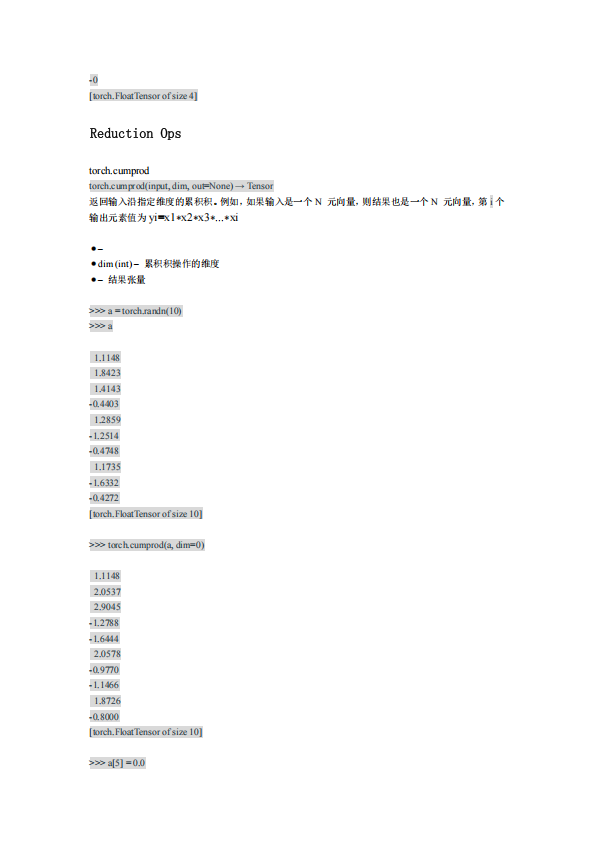 -0
[torch.FloatTensor of size 4]
Reduction Ops
torch.cumprod
torch.cumprod(input, dim, out=None) → Tensor
返回输入沿指定维度的累积积。例如，如果输入是一个 N 元向量，则结果也是一个 N 元向量，第 i 个
输出元素值为 yi=x1∗x2∗x3∗...∗xi
● –
● dim (int) – 累积积操作的维度
● – 结果张量
>>> a = torch.randn(10)
>>> a
1.1148
1.8423
1.4143
-0.4403
1.2859
-1.2514
-0.4748
1.1735
-1.6332
-0.4272
[torch.FloatTensor of size 10]
>>> torch.cumprod(a, dim=0)
1.1148
2.0537
2.9045
-1.2788
-1.6444
2.0578
-0.9770
-1.1466
1.8726
-0.8000
[torch.FloatTensor of size 10]
>>> a[5] = 0.0